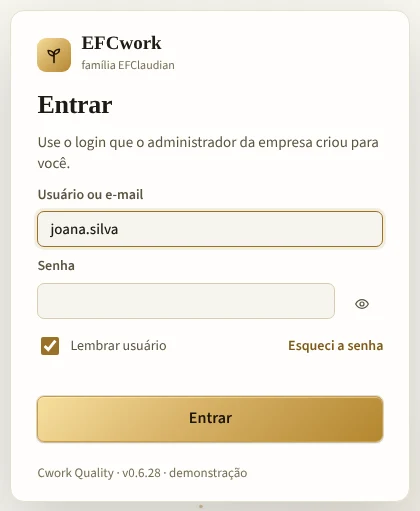 EFCwork
família EFClaudian
Entrar
Use o login que o administrador da empresa criou para
você.
Usuário ou e-mail
joana.silva
Senha
Lembrar usuário
Esqueci a senha
Entrar
Cwork Quality · v0.6.28 · demonstração